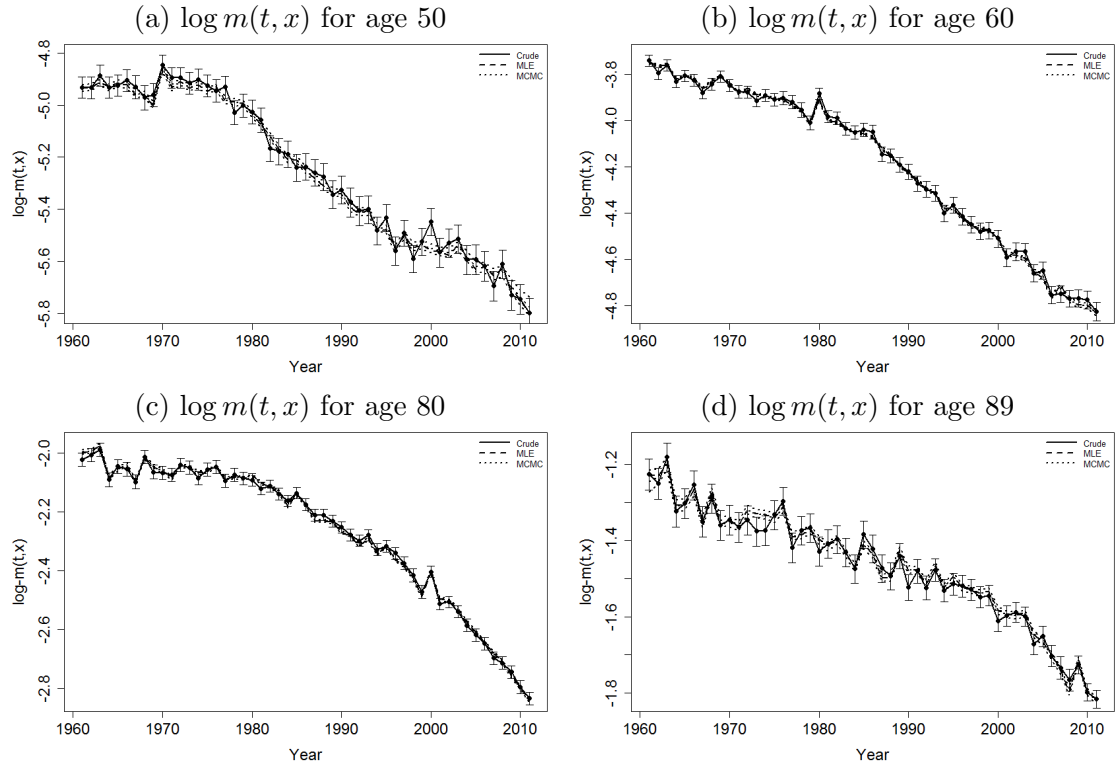 (a) log m(t, x) for age 50
Crude
MLE
MCMC
log-m(t,x)
-4.8
-5.0
-5.2
-5.4
-5.6
-5.8
1960 1970 1980 1990 2000 2010
Year
(b) log m(t, x) for age 60
Crude
MLE
MCMC
log-m(t,x)
-3.8
-4.0
-4.2
-4.4
-4.6
-4.8
1960 1970 1980 1990 2000 2010
Year
(c) log m(t, x) for age 80
Crude
MLE
MCMC
log-m(t,x)
-2.0
-2.2
-2.4
-2.6
-2.8
1960 1970 1980 1990 2000 2010
Year
(d) log m(t, x) for age 89
Crude
MLE
MCMC
log-m(t,x)
-1.2
-1.4
-1.6
-1.8
1960 1970 1980 1990 2000 2010
Year